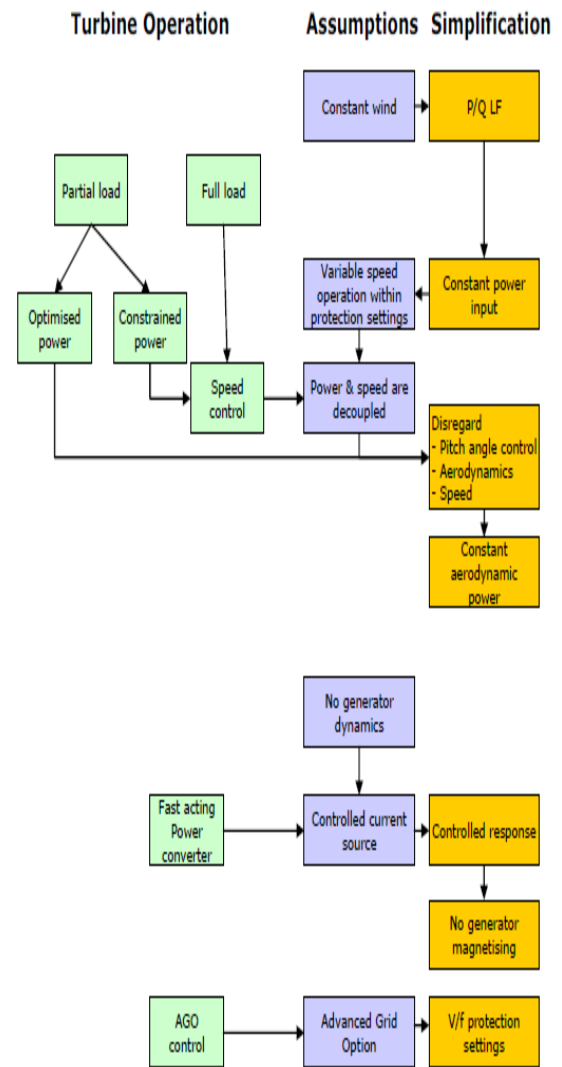 Turbine Operation
Assumptions
Simplification
Constant wind
P/Q LF
Partial load
Full load
Variable speed
operation within
protection settings
Constant power
input
Optimised
power
Constrained
power
Speed
control
Power & speed are
decoupled
Disregard
- Pitch angle control
- Aerodynamics
- Speed
Constant
aerodynamic
power
No generator
dynamics
Fast acting
Power
converter
Controlled current
source
Controlled response
No generator
magnetising
AGO
control
Advanced Grid
Option
V/f protection
settings